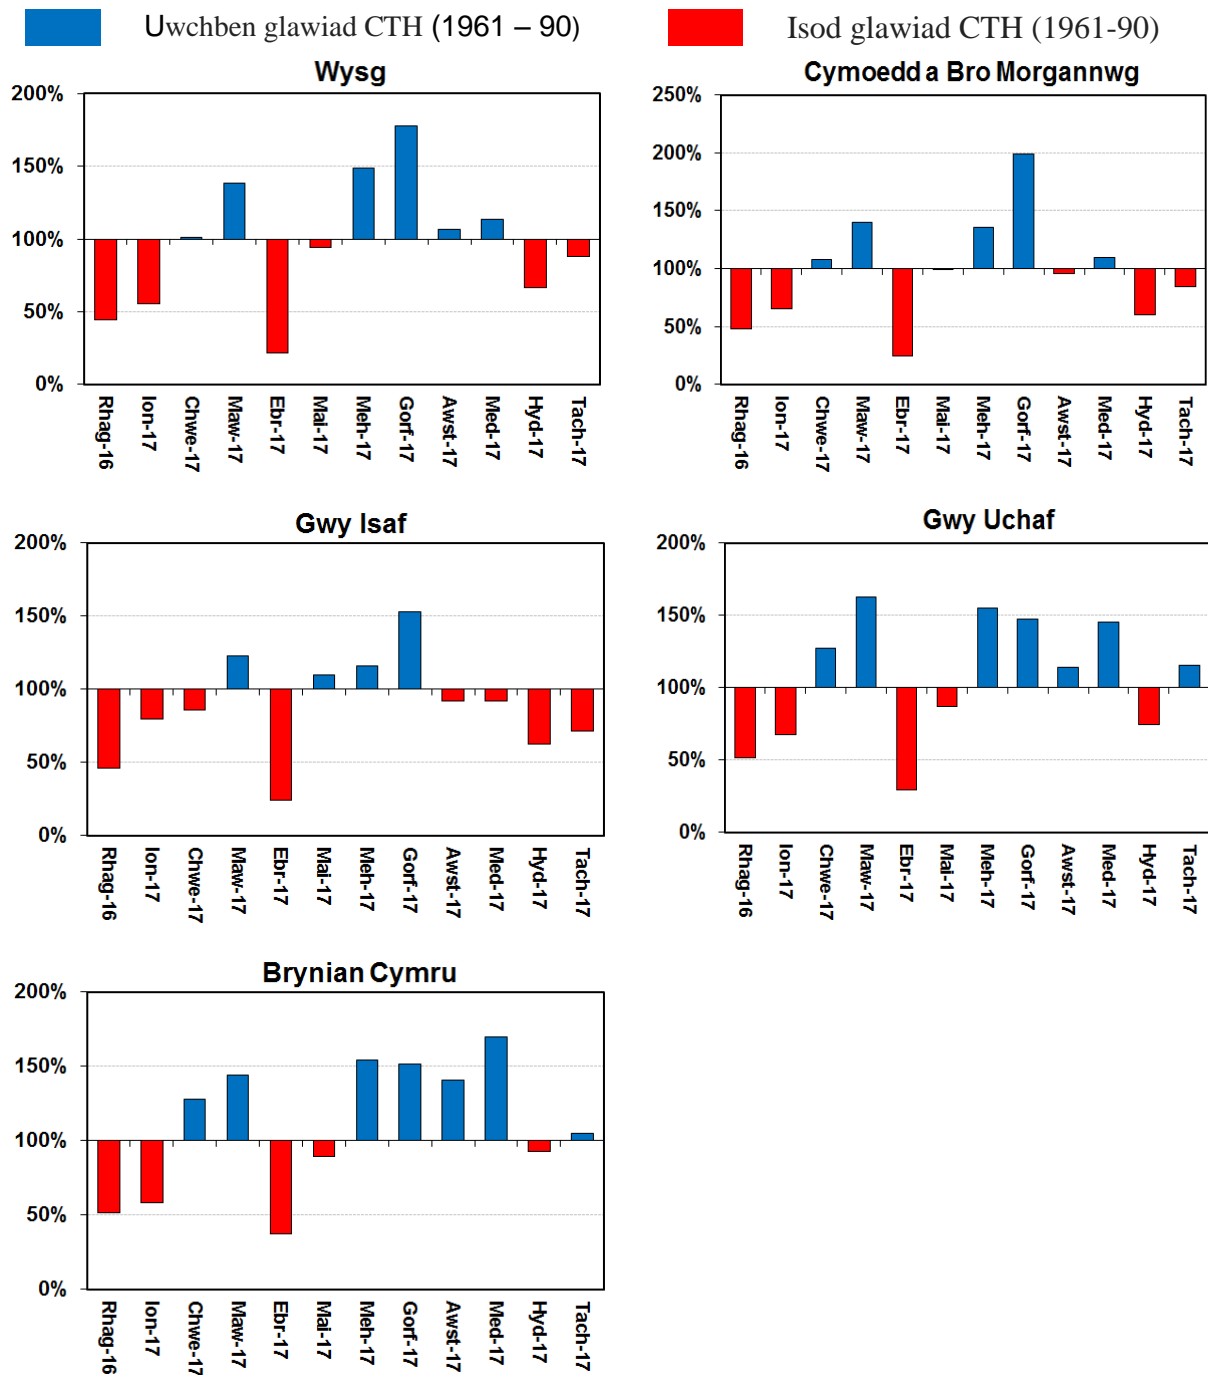 Uwchben glawiad CTH (1961 – 90)
Isod glawiad CTH (1961-90)
Wysg
200%
150%
100%
50%
0%
Rhag-16
Ion-17
Chwe-17
Maw-17
Ebr-17
Mai-17
Meh-17
Gorf-17
Awst-17
Med-17
Hyd-17
Tach-17
Cymoedd a Bro Morgannwg
250%
200%
150%
100%
50%
0%
Rhag-16
Ion-17
Chwe-17
Maw-17
Ebr-17
Mai-17
Meh-17
Gorf-17
Awst-17
Med-17
Hyd-17
Tach-17
Gwy Isaf
200%
150%
100%
50%
0%
Rhag-16
Ion-17
Chwe-17
Maw-17
Ebr-17
Mai-17
Meh-17
Gorf-17
Awst-17
Med-17
Hyd-17
Tach-17
Gwy Uchaf
200%
150%
100%
50%
0%
Rhag-16
Ion-17
Chwe-17
Maw-17
Ebr-17
Mai-17
Meh-17
Gorf-17
Awst-17
Med-17
Hyd-17
Tach-17
Brynian Cymru
200%
150%
100%
50%
0%
Rhag-16
Ion-17
Chwe-17
Maw-17
Ebr-17
Mai-17
Meh-17
Gorf-17
Awst-17
Med-17
Hyd-17
Tach-17